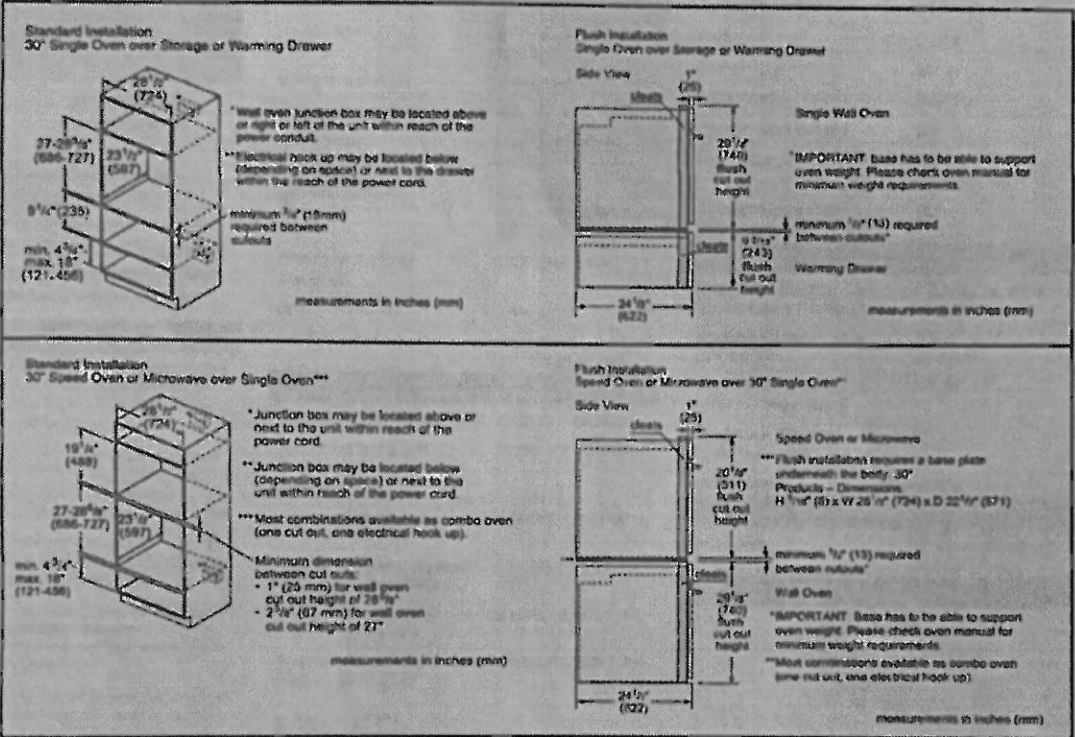 Standard Installation
30" Single Oven over Storage or Warming Drawer
28 1/2"
(724)
27-28 5/8"
(686-727)
23 1/2"
(597)
9 1/4" (235)
min. 4 3/4"
max. 18"
(121-456)
*Wall oven junction box may be located above
or right or left of the unit within reach of the
power conduit.
**Electrical hook up may be located below
(depending on space) or next to the drawer
within the reach of the power cord.
minimum
required between
cutouts
measurements in inches (mm)
Flush Installation
Single Oven over Storage or Warming Drawer
Side View
1"
(25)
cleats
29 1/8"
(740)
flush
cut out
height
Single Wall Oven
*IMPORTANT: base has to be able to support
oven weight. Please check oven manual for
minimum weight requirements.
minimum 1/2" (13) required
between cutouts*
cleats
9 9/16"
(243)
flush
cut out
height
Warming Drawer
24 1/2"
(622)
measurements in inches (mm)
Standard Installation
30" Speed Oven or Microwave over Single Oven***
28 1/2"
(724)
19 1/4"
(488)
27-28 5/8"
(686-727)
23 1/2"
(597)
min. 4 3/4"
max. 18"
(121-456)
*Junction box may be located above or
next to the unit within reach of the
power cord.
**Junction box may be located below
(depending on space) or next to the
unit within reach of the power cord.
***Most combinations available as combo oven
(one cut out, one electrical hook up).
Minimum dimension
between cut outs:
- 1" (25 mm) for wall oven
cut out height of 28 5/8"
- 2 5/8" (67 mm) for wall oven
cut out height of 27"
measurements in inches (mm)
Flush Installation
Speed Oven or Microwave over 30" Single Oven**
Side View
1"
(25)
cleats
20 1/8"
(511)
flush
cut out
height
Speed Oven or Microwave
***Flush installation requires a base plate
underneath the body. 30"
Products – Dimensions:
H 5/16" (8) x W 28 1/2" (724) x D (571)
minimum 1/2" (13) required
between cutouts*
cleats
Wall Oven
29 1/8"
(740)
flush
cut out
height
*IMPORTANT: Base has to be able to support
oven weight. Please check oven manual for
minimum weight requirements.
**Most combinations available as combo oven
(one cut out, one electrical hook up).
24 1/2"
(622)
measurements in inches (mm)